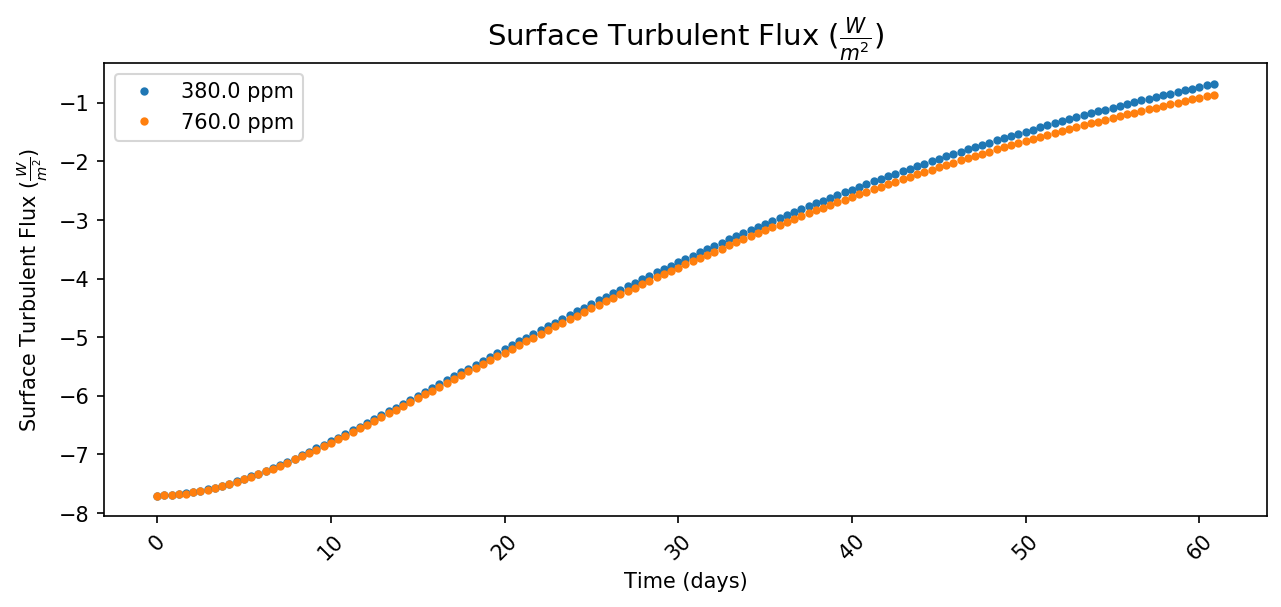 Surface Turbulent Flux (W/m²)
380.0 ppm
760.0 ppm
Surface Turbulent Flux (W/m²)
−1
−2
−3
−4
−5
−6
−7
−8
0 10 20 30 40 50 60
Time (days)